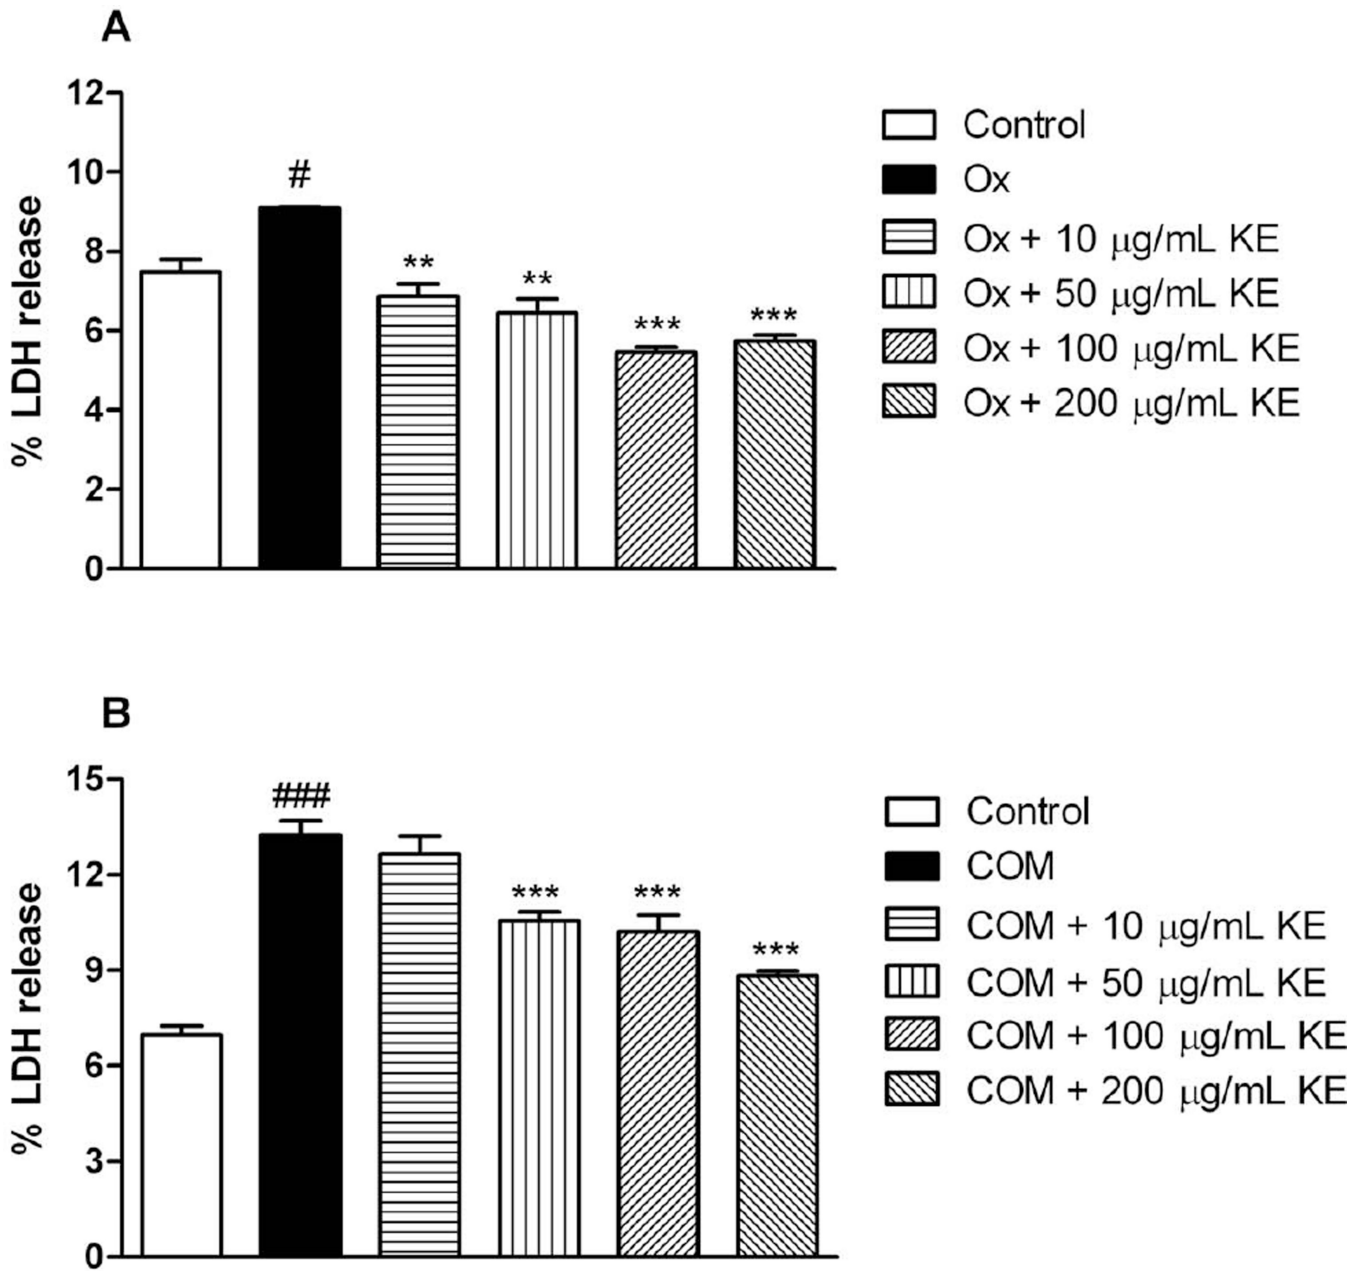 A
12
10
8
6
4
2
0
% LDH release
#
**
**
***
***
Control
Ox
Ox + 10 μg/mL KE
Ox + 50 μg/mL KE
Ox + 100 μg/mL KE
Ox + 200 μg/mL KE
B
15
12
9
6
3
0
% LDH release
###
***
***
***
Control
COM
COM + 10 μg/mL KE
COM + 50 μg/mL KE
COM + 100 μg/mL KE
COM + 200 μg/mL KE